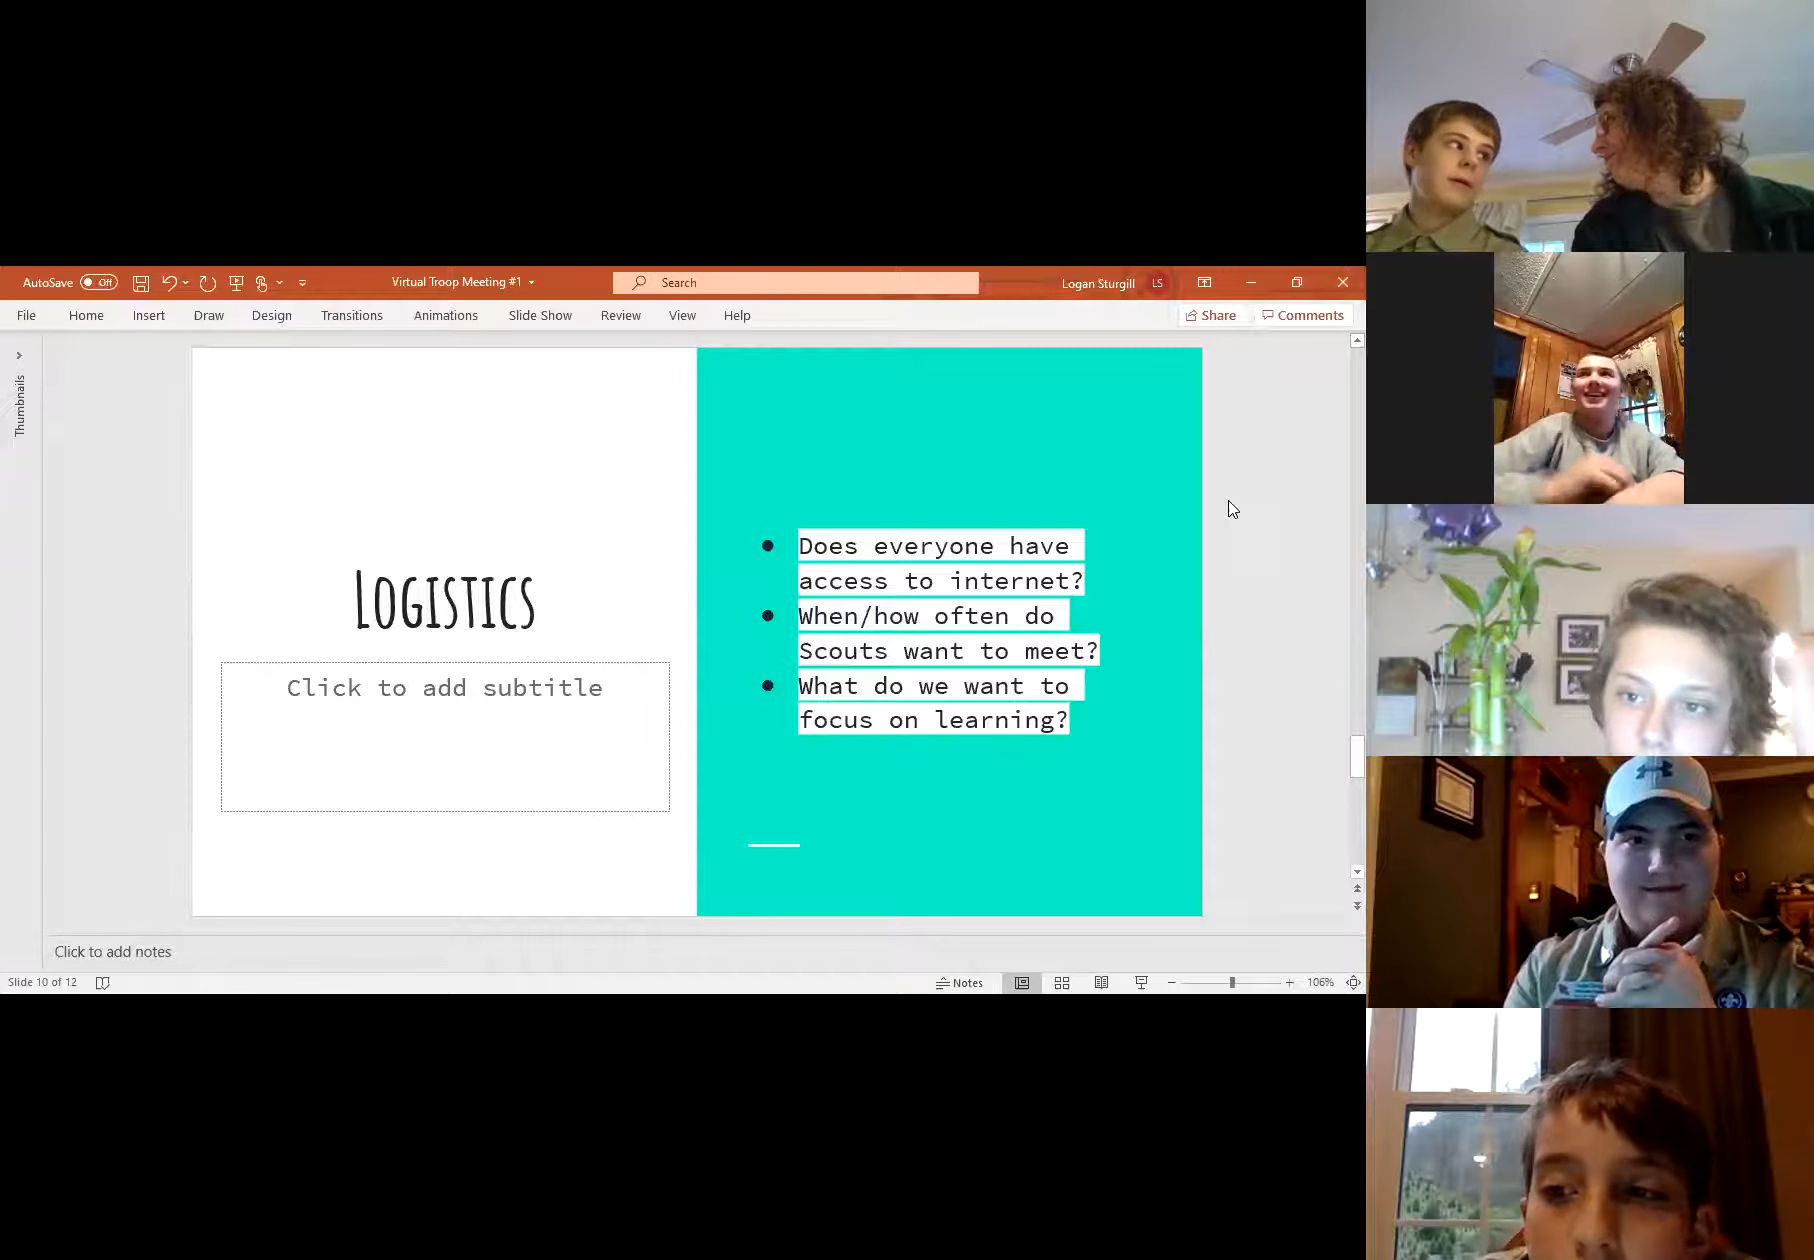 AutoSave Off
Virtual Troop Meeting #1
Search
Logan Sturgill LS
File Home Insert Draw Design Transitions Animations Slide Show Review View Help
Share Comments
Thumbnails
Logistics
Click to add subtitle
Does everyone have
access to internet?
When/how often do
Scouts want to meet?
What do we want to
focus on learning?
Click to add notes
Slide 10 of 12
Notes
106%